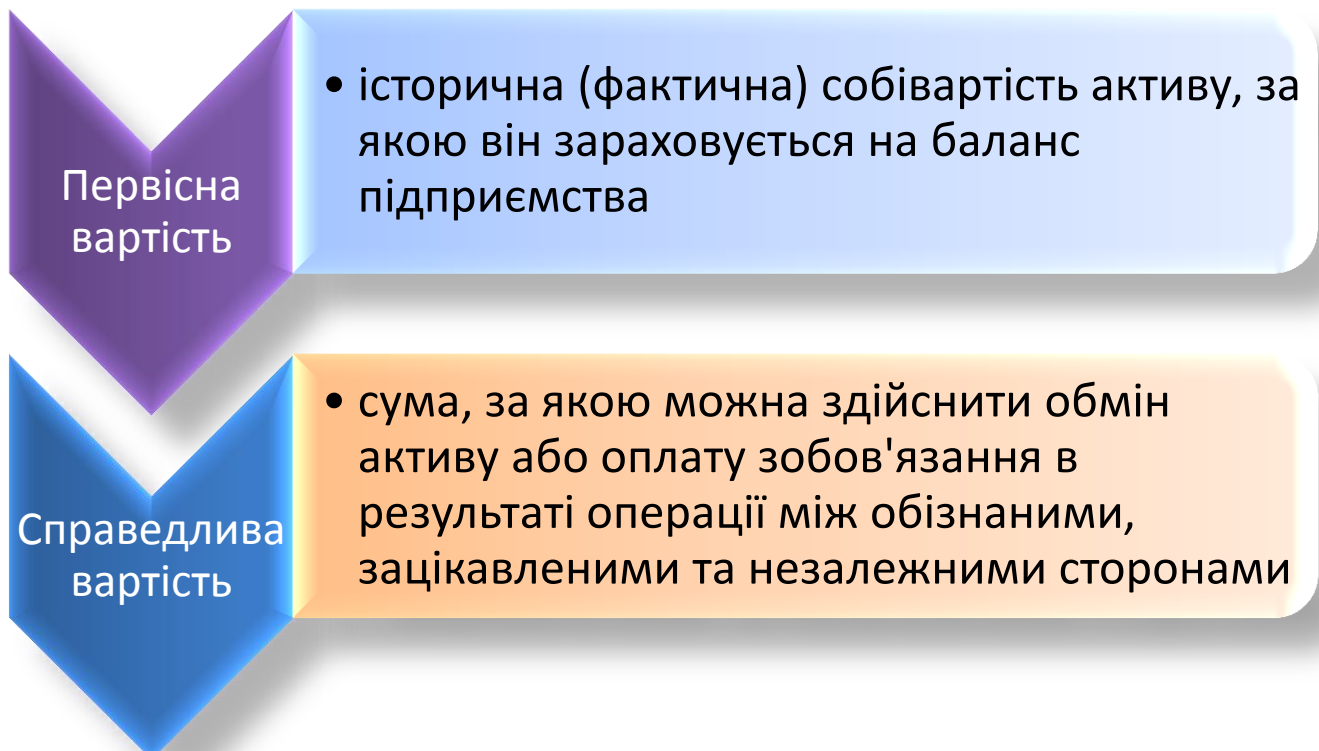 Первісна
вартість
• історична (фактична) собівартість активу, за
якою він зараховується на баланс
підприємства
Справедлива
вартість
• сума, за якою можна здійснити обмін
активу або оплату зобов'язання в
результаті операції між обізнаними,
зацікавленими та незалежними сторонами